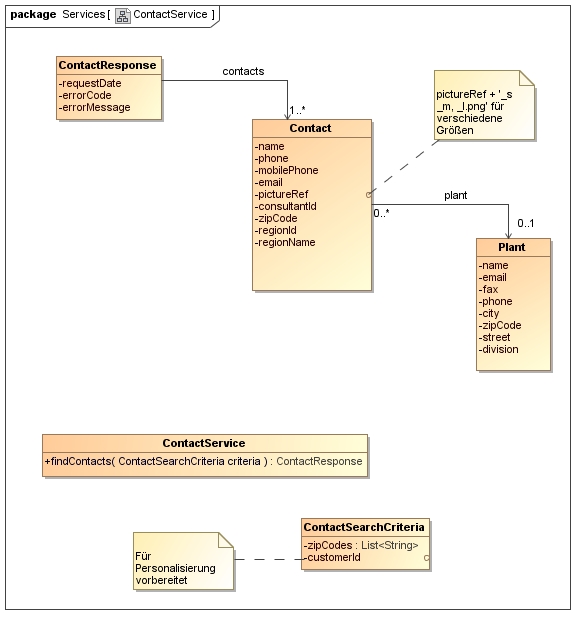 package Services [ ContactService ]
ContactResponse
-requestDate
-errorCode
-errorMessage
contacts
1..*
Contact
-name
-phone
-mobilePhone
-email
-pictureRef
-consultantId
-zipCode
-regionId
-regionName
pictureRef + '_s
_m, _l.png' für
verschiedene
Größen
plant
0..*
0..1
Plant
-name
-email
-fax
-phone
-city
-zipCode
-street
-division
ContactService
+findContacts( ContactSearchCriteria criteria ) : ContactResponse
ContactSearchCriteria
-zipCodes : List<String>
-customerId
Für
Personalisierung
vorbereitet